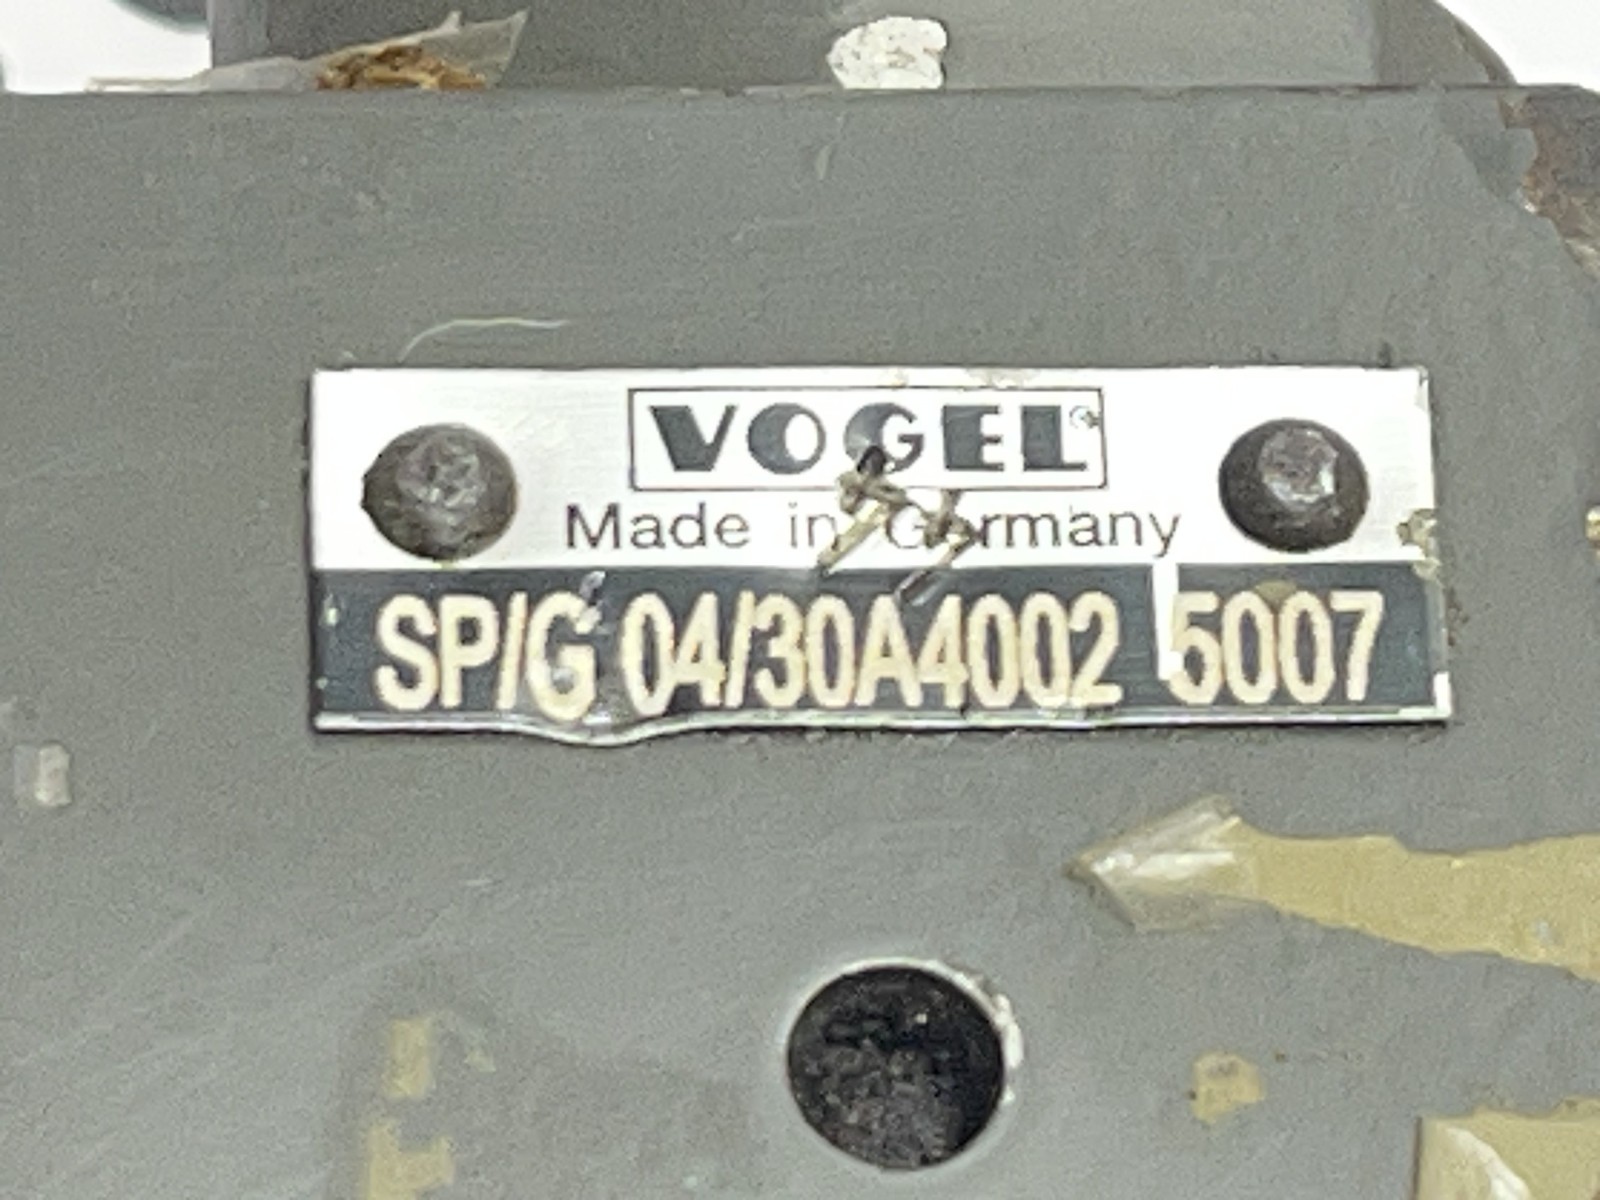 VOGEL®
Made in Germany
SP/G 04/30A4002 5007